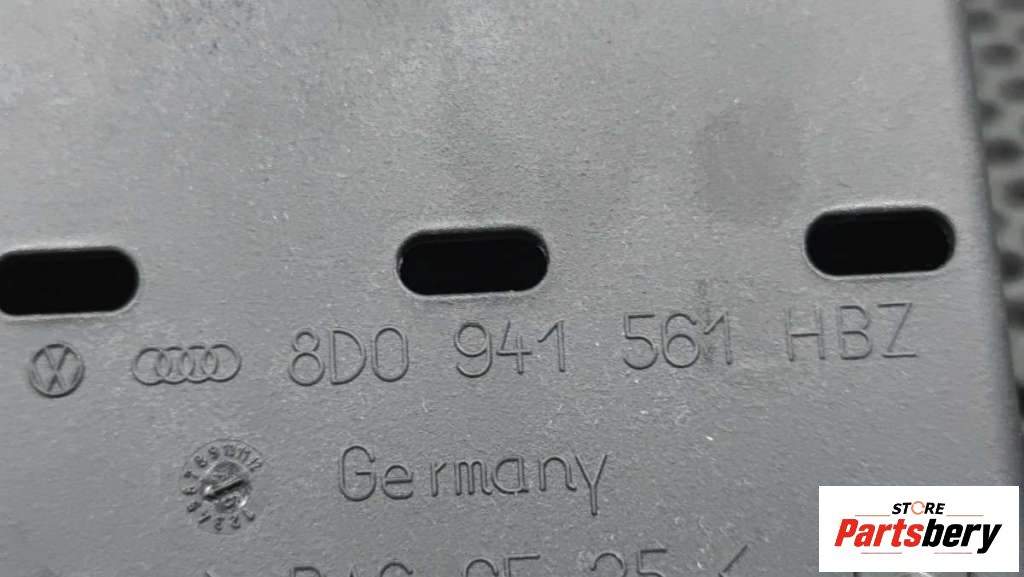 8D0 941 561 HBZ
Germany
STORE
Partsbery